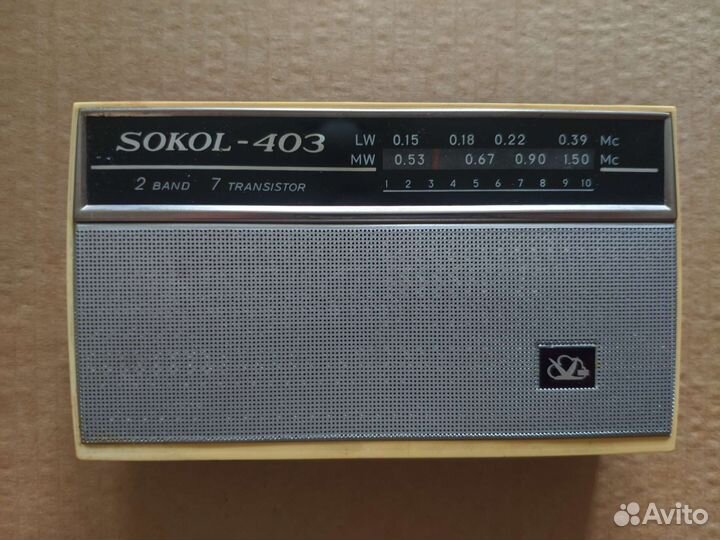 SOKOL-403
LW 0.15 0.18 0.22 0.39 Mc
MW 0.53 0.67 0.90 1.50 Mc
2 BAND 7 TRANSISTOR
1 2 3 4 5 6 7 8 9 10
Avito